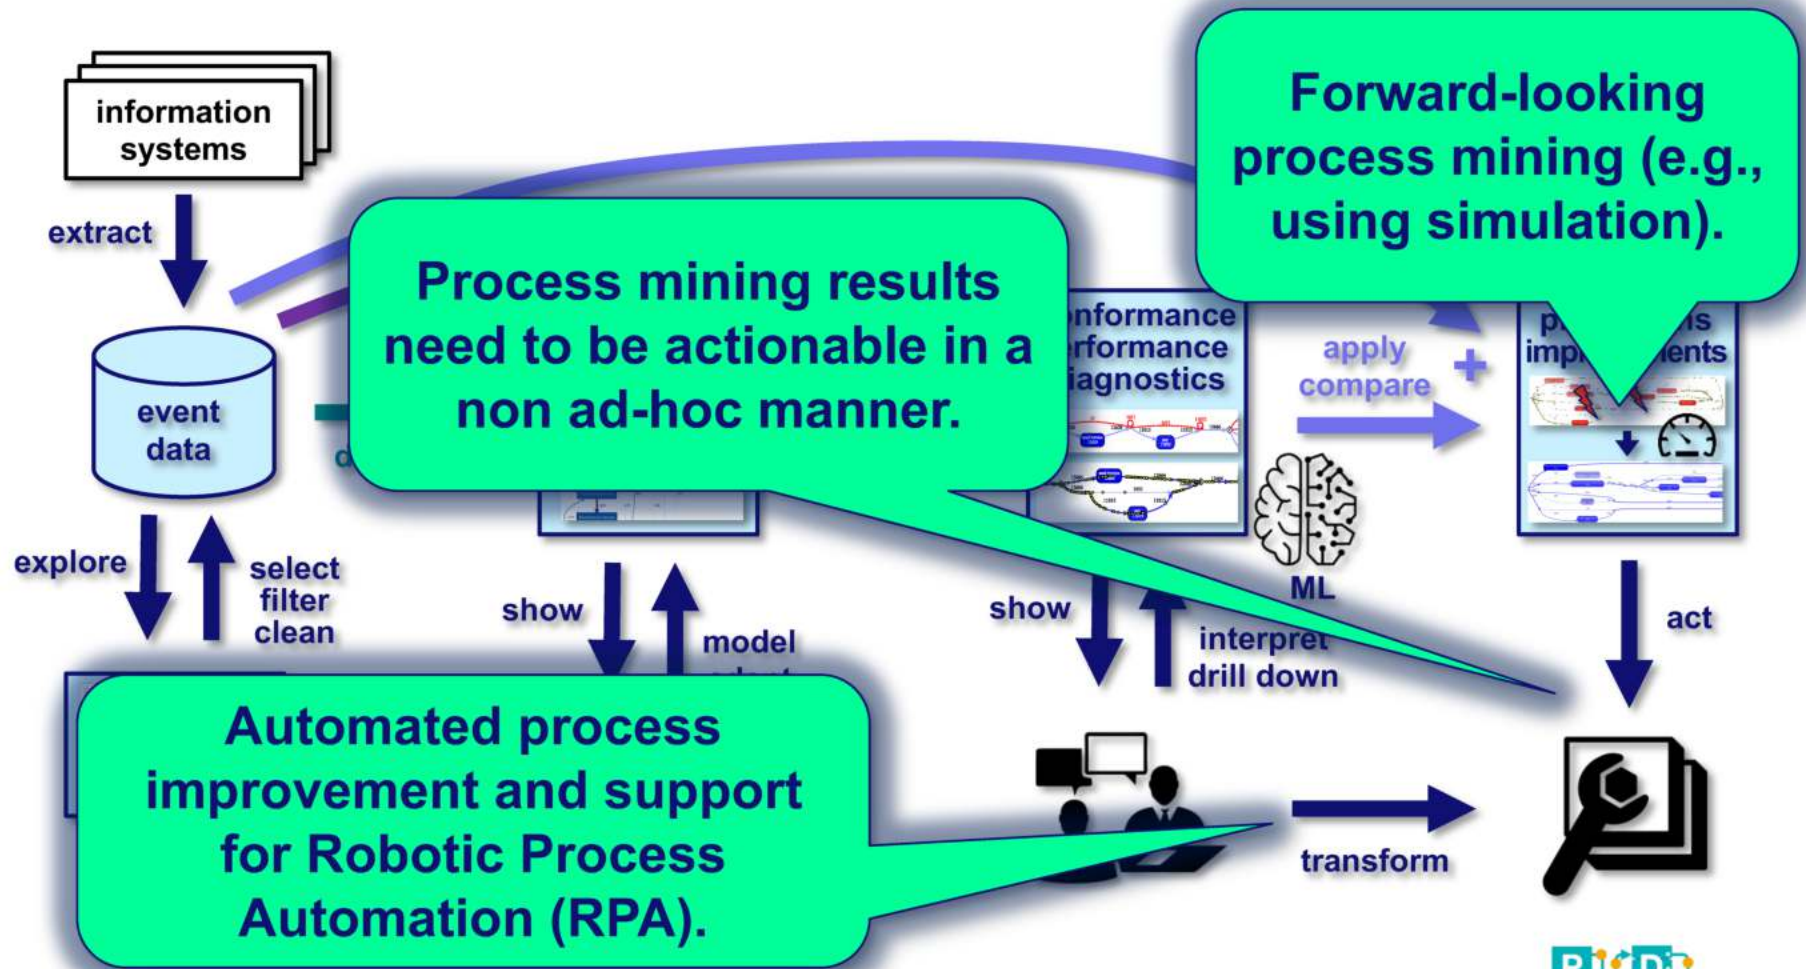 information
systems
extract
event
data
explore
select
filter
clean
Process mining results
need to be actionable in a
non ad-hoc manner.
Forward-looking
process mining (e.g.,
using simulation).
show
model
apply
compare
+
diagnostics
ML
show
interpret
drill down
act
Automated process
improvement and support
for Robotic Process
Automation (RPA).
transform